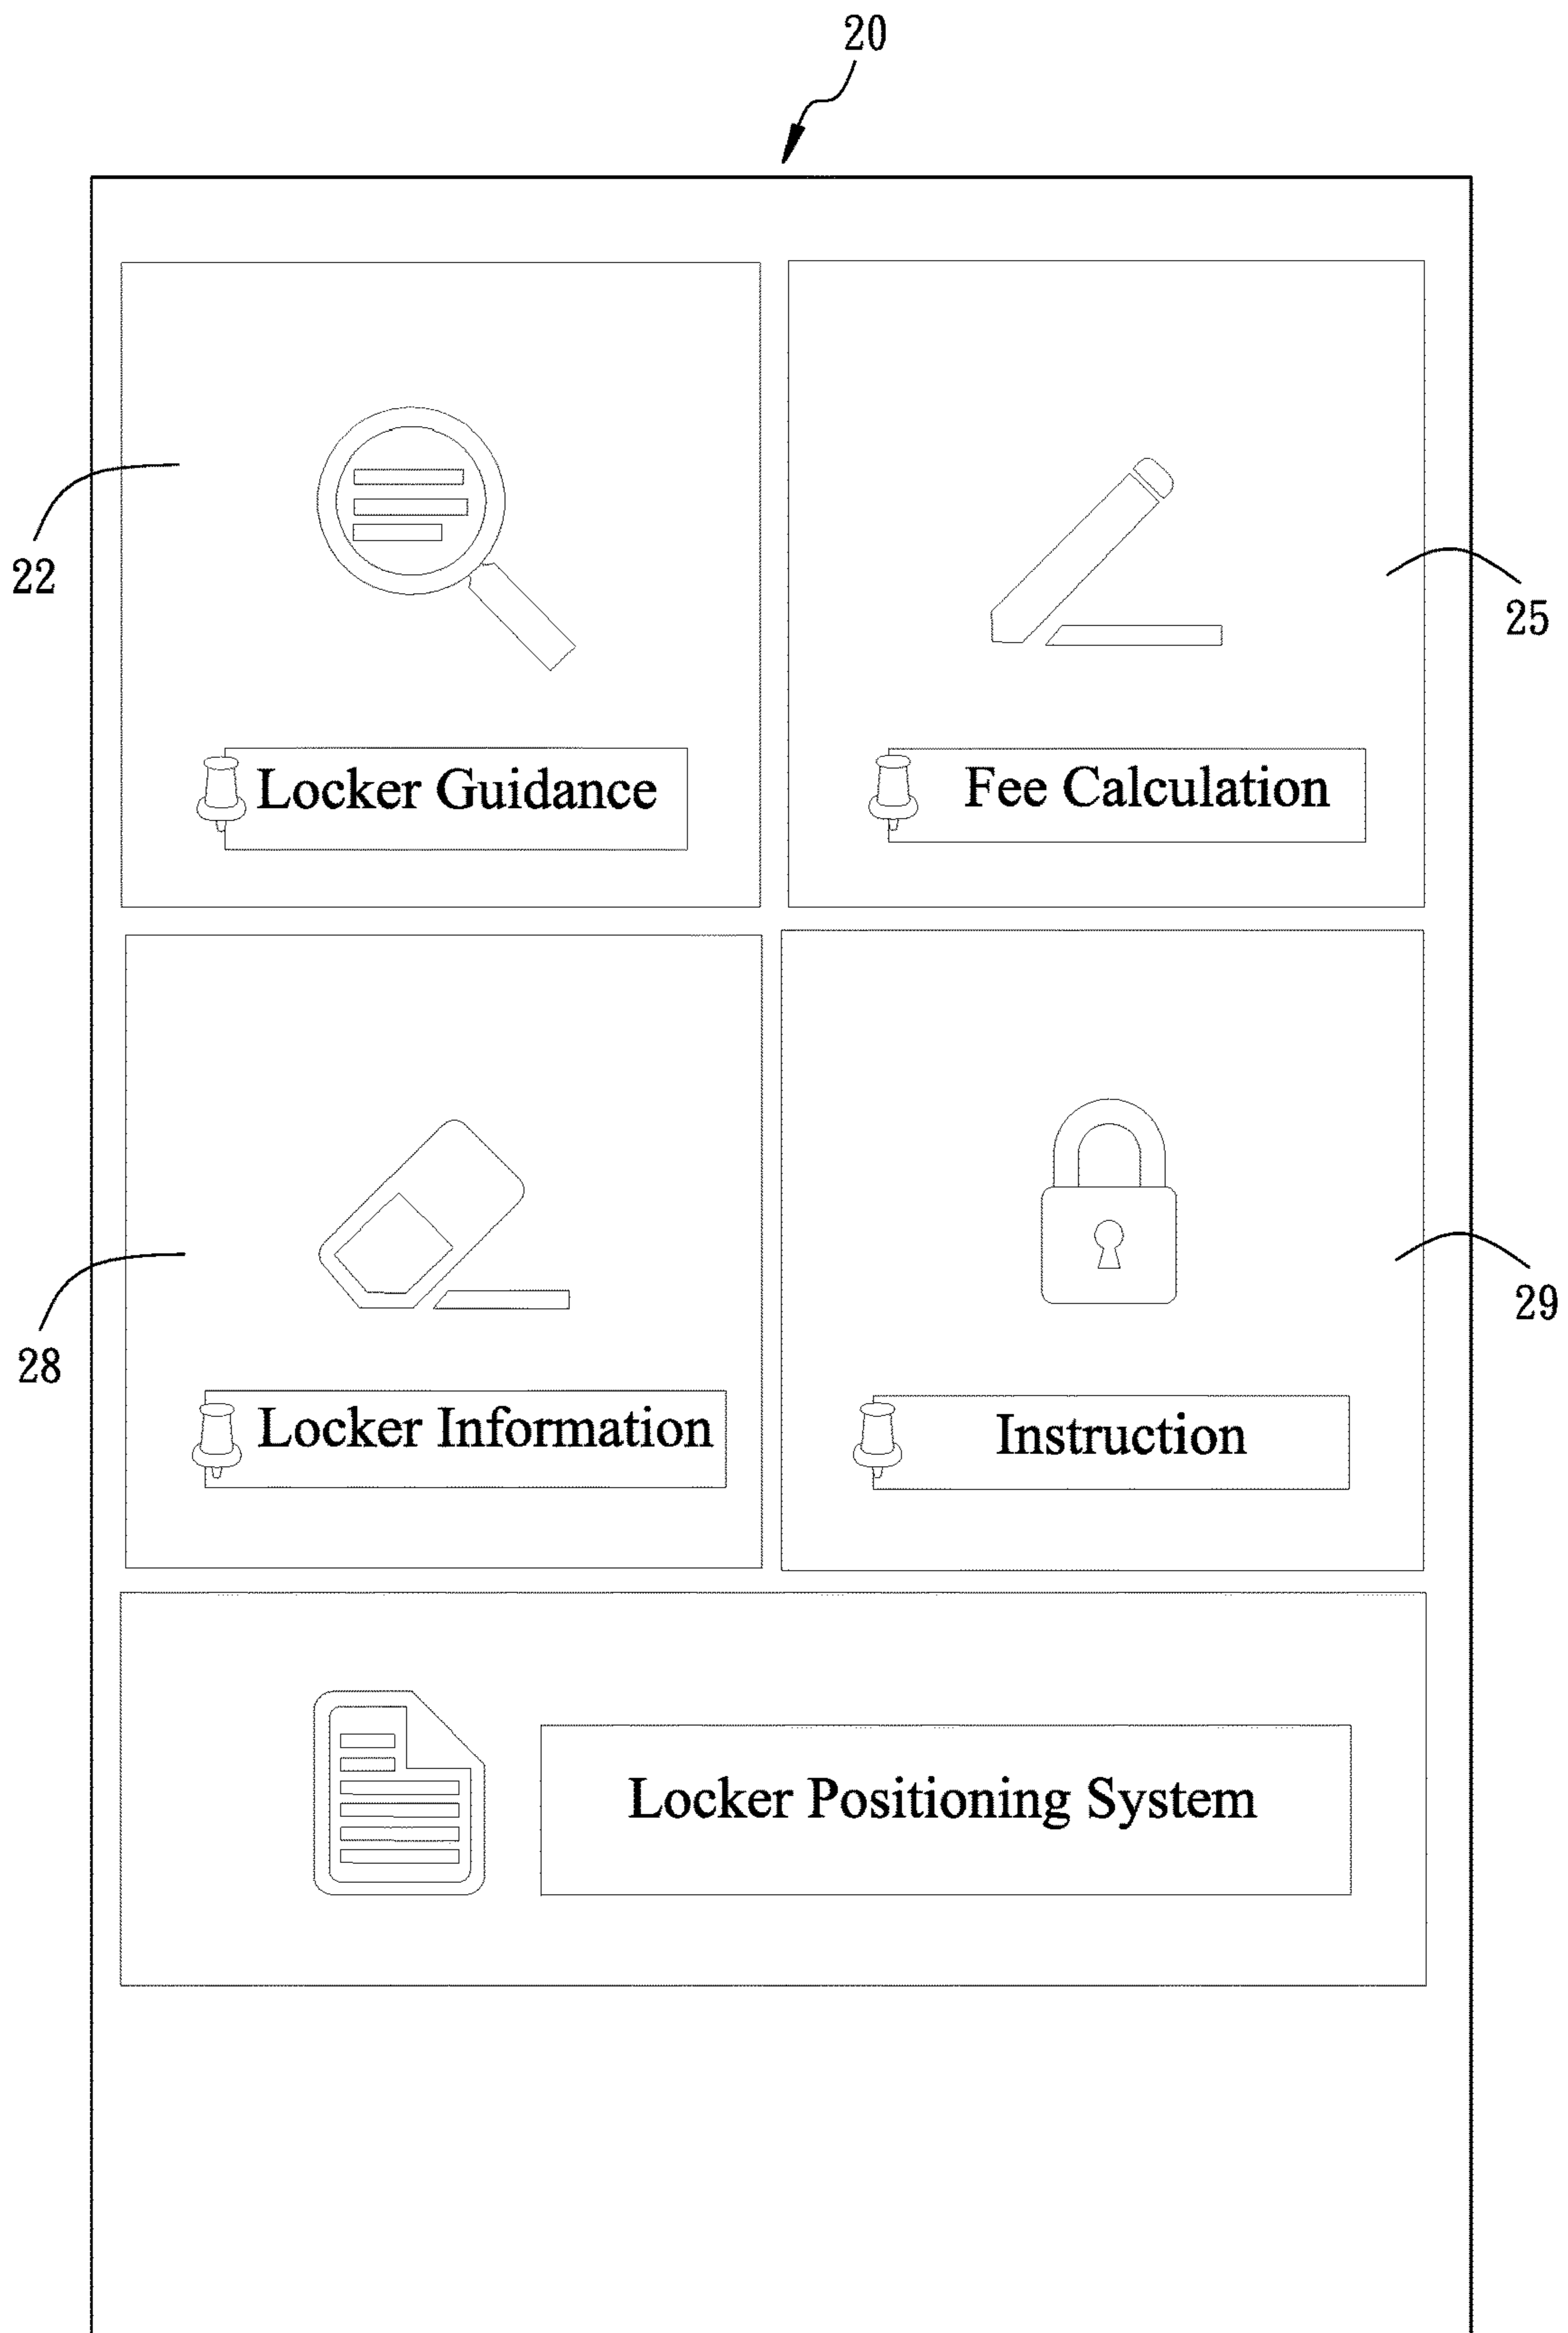 20
22
25
Locker Guidance
Fee Calculation
28
29
Locker Information
Instruction
Locker Positioning System